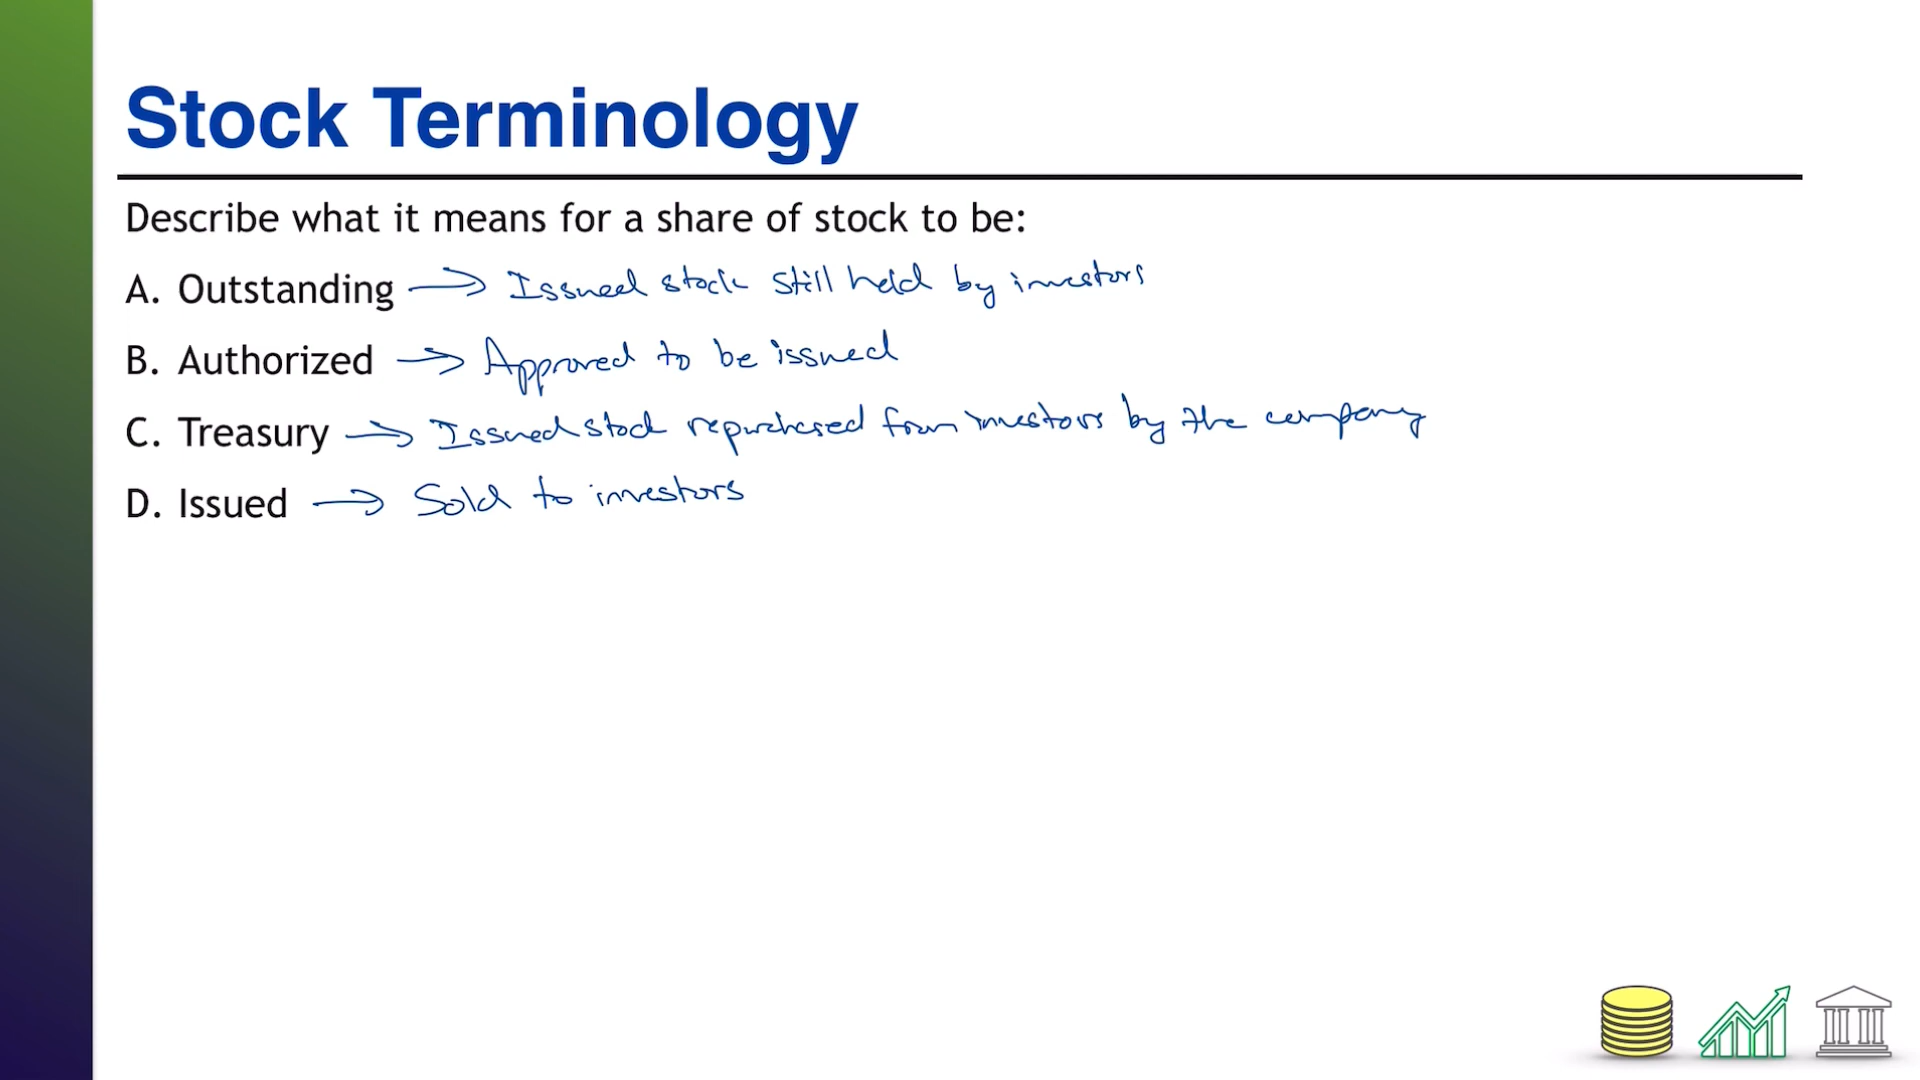 Stock Terminology
Describe what it means for a share of stock to be:
A. Outstanding → Issued stock still held by investors
B. Authorized → Approved to be issued
C. Treasury → Issued stock repurchased from investors by the company
D. Issued → Sold to investors